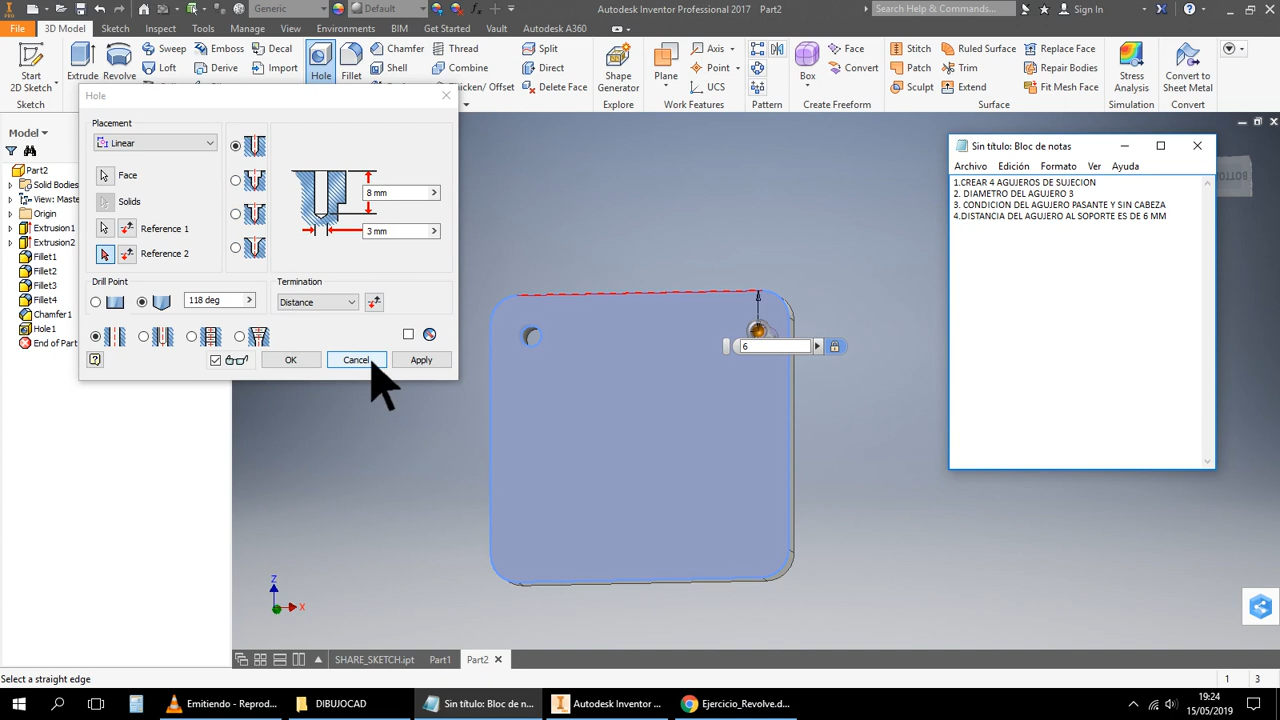 Generic
Default
Autodesk Inventor Professional 2017 Part2
Search Help & Commands...
Sign In
File 3D Model Sketch Inspect Tools Manage View Environments BIM Get Started Vault Autodesk A360
Start
2D Sketch
Extrude
Revolve
Sweep
Loft
Emboss
Derive
Decal
Import
Hole
Fillet
Chamfer
Shell
Thread
Combine
Thicken/ Offset
Split
Direct
Delete Face
Shape
Generator
Plane
Axis
Point
UCS
Box
Face
Convert
Stitch
Patch
Sculpt
Ruled Surface
Trim
Extend
Replace Face
Repair Bodies
Fit Mesh Face
Stress
Analysis
Convert to
Sheet Metal
Sketch
Explore
Work Features
Pattern
Create Freeform
Surface
Simulation
Convert
Hole
Placement
Linear
Face
Solids
Reference 1
Reference 2
8 mm
3 mm
Drill Point
118 deg
Termination
Distance
OK
Cancel
Apply
Model
Part2
Solid Bodies
View: Maste
Origin
Extrusion1
Extrusion2
Fillet1
Fillet2
Fillet3
Fillet4
Chamfer1
Hole1
End of Part
6
BOTTO
Sin título: Bloc de notas
Archivo Edición Formato Ver Ayuda
1.CREAR 4 AGUJEROS DE SUJECION
2. DIAMETRO DEL AGUJERO 3
3. CONDICION DEL AGUJERO PASANTE Y SIN CABEZA
4.DISTANCIA DEL AGUJERO AL SOPORTE ES DE 6 MM
Z
X
SHARE_SKETCH.ipt Part1 Part2
Select a straight edge
1 3
Emitiendo - Reprod...
DIBUJOCAD
Sin título: Bloc de n...
Autodesk Inventor ...
Ejercicio_Revolve.d...
19:24
15/05/2019